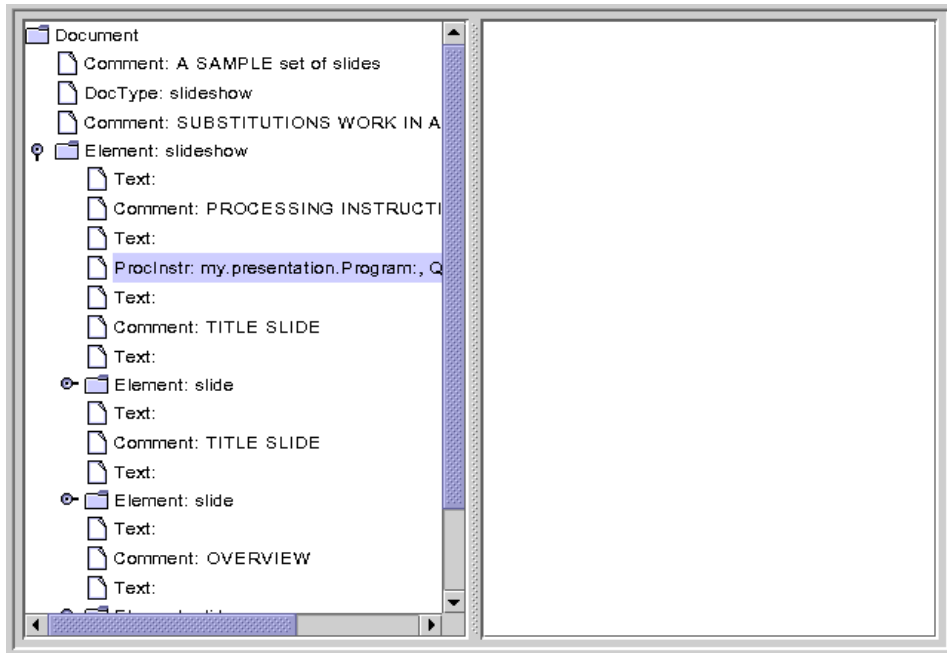 Document
Comment: A SAMPLE set of slides
DocType: slideshow
Comment: SUBSTITUTIONS WORK IN A
Element: slideshow
Text:
Comment: PROCESSING INSTRUCTI
Text:
ProcInstr: my.presentation.Program:, Q
Text:
Comment: TITLE SLIDE
Text:
Element: slide
Text:
Comment: TITLE SLIDE
Text:
Element: slide
Text:
Comment: OVERVIEW
Text: